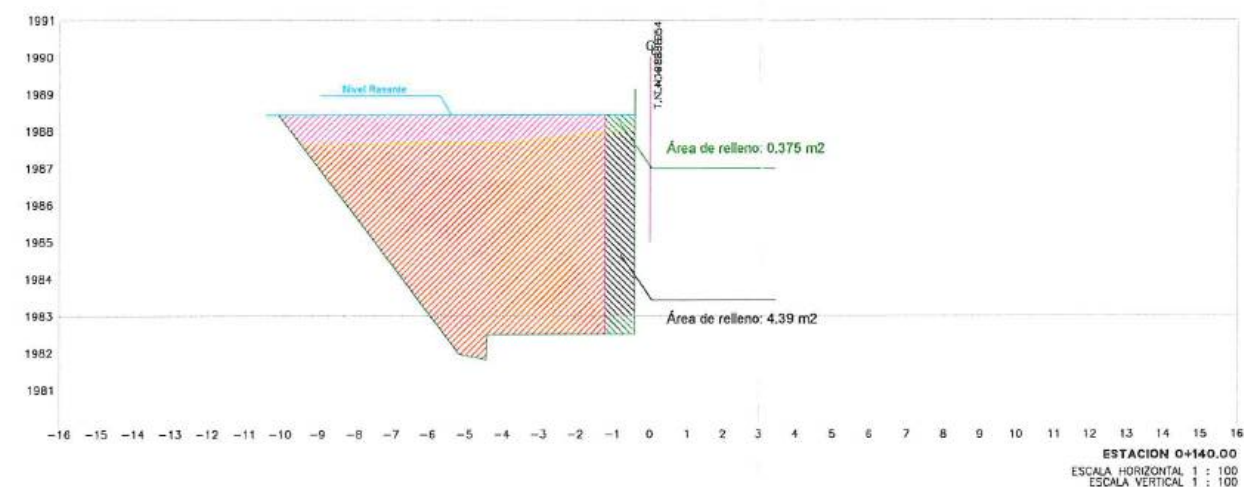 1991
1990
1989
1988
1987
1986
1985
1984
1983
1982
1981
Nivel Rasante
Área de relleno: 0.375 m2
Área de relleno: 4.39 m2
-16 -15 -14 -13 -12 -11 -10 -9 -8 -7 -6 -5 -4 -3 -2 -1 0 1 2 3 4 5 6 7 8 9 10 11 12 13 14 15 16
ESTACION 0+140.00
ESCALA HORIZONTAL 1 : 100
ESCALA VERTICAL 1 : 100